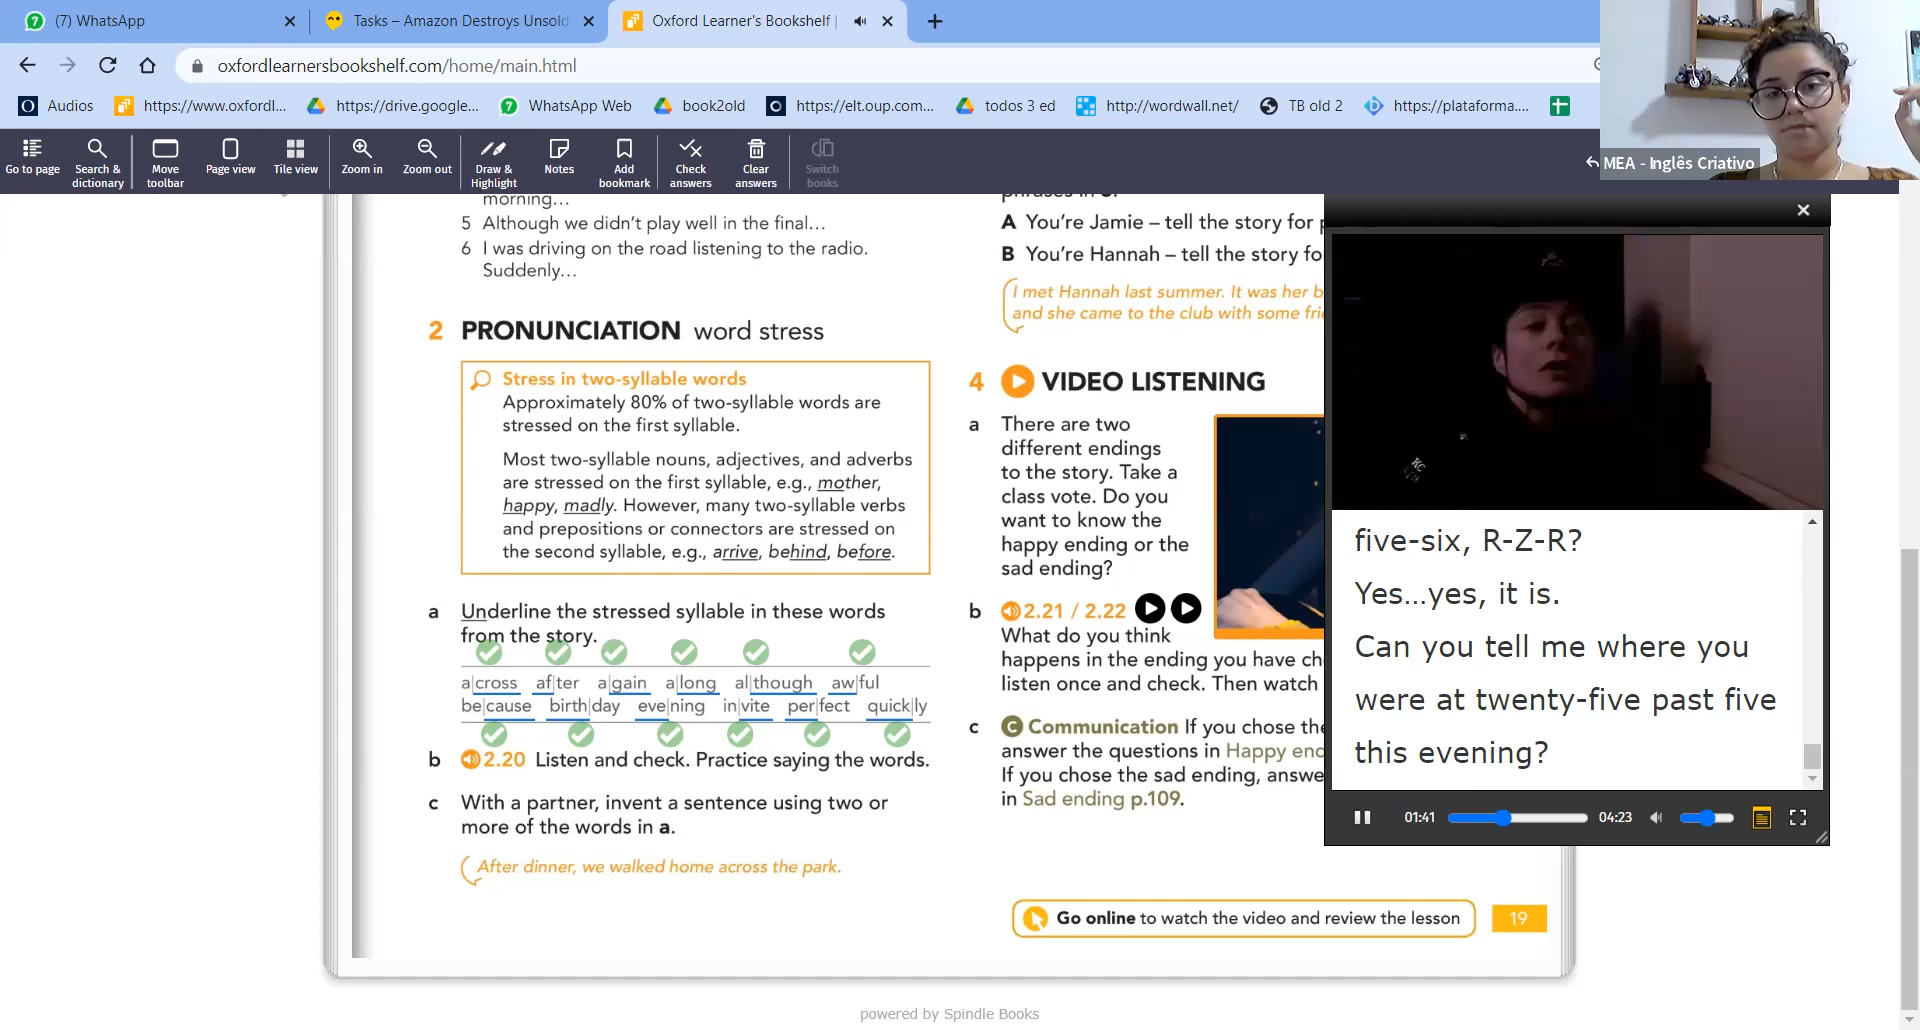 (7) WhatsApp
Tasks – Amazon Destroys Unsold
Oxford Learner's Bookshelf |
oxfordlearnersbookshelf.com/home/main.html
Audios
https://www.oxfordl...
https://drive.google...
WhatsApp Web
book2old
https://elt.oup.com...
todos 3 ed
http://wordwall.net/
TB old 2
https://plataforma....
Go to page
Search & dictionary
Move toolbar
Page view
Tile view
Zoom in
Zoom out
Draw & Highlight
Notes
Add bookmark
Check answers
Clear answers
Switch books
MEA - Inglês Criativo
morning…
5 Although we didn't play well in the final…
6 I was driving on the road listening to the radio.
Suddenly…
2 PRONUNCIATION word stress
Stress in two-syllable words
Approximately 80% of two-syllable words are
stressed on the first syllable.
Most two-syllable nouns, adjectives, and adverbs
are stressed on the first syllable, e.g., mother,
happy, madly. However, many two-syllable verbs
and prepositions or connectors are stressed on
the second syllable, e.g., arrive, behind, before.
a Underline the stressed syllable in these words
from the story.
a|cross af|ter a|gain a|long al|though aw|ful
be|cause birth|day eve|ning in|vite per|fect quick|ly
b 2.20 Listen and check. Practice saying the words.
c With a partner, invent a sentence using two or
more of the words in a.
After dinner, we walked home across the park.
phrases in
A You're Jamie – tell the story for
B You're Hannah – tell the story fo
I met Hannah last summer. It was her b
and she came to the club with some frie
4 VIDEO LISTENING
a There are two
different endings
to the story. Take a
class vote. Do you
want to know the
happy ending or the
sad ending?
b 2.21 / 2.22
What do you think
happens in the ending you have ch
listen once and check. Then watch
c C Communication If you chose the
answer the questions in Happy end
If you chose the sad ending, answe
in Sad ending p.109.
Go online to watch the video and review the lesson
19
five-six, R-Z-R?
Yes…yes, it is.
Can you tell me where you
were at twenty-five past five
this evening?
01:41
04:23
powered by Spindle Books